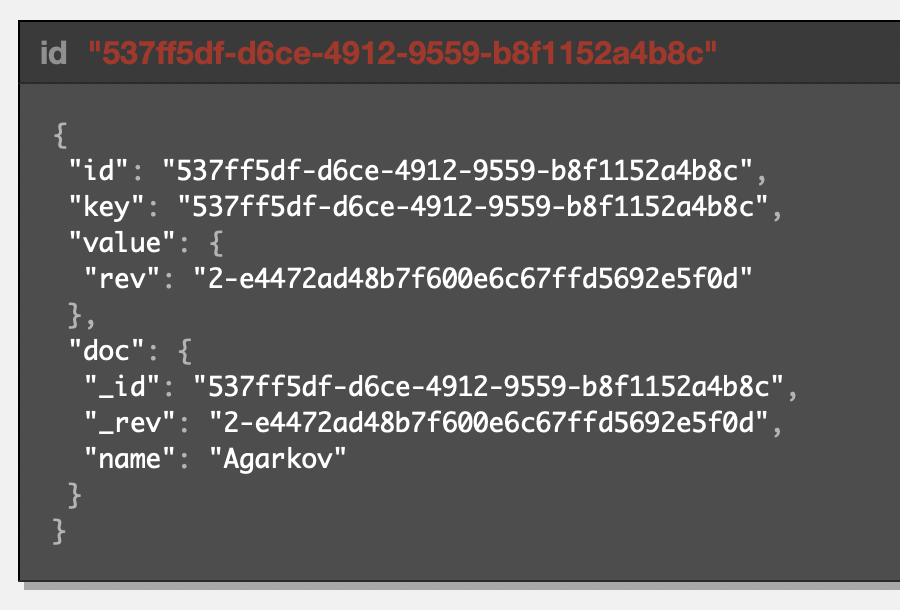 id "537ff5df-d6ce-4912-9559-b8f1152a4b8c"
{
"id": "537ff5df-d6ce-4912-9559-b8f1152a4b8c",
"key": "537ff5df-d6ce-4912-9559-b8f1152a4b8c",
"value": {
"rev": "2-e4472ad48b7f600e6c67ffd5692e5f0d"
},
"doc": {
"_id": "537ff5df-d6ce-4912-9559-b8f1152a4b8c",
"_rev": "2-e4472ad48b7f600e6c67ffd5692e5f0d",
"name": "Agarkov"
}
}